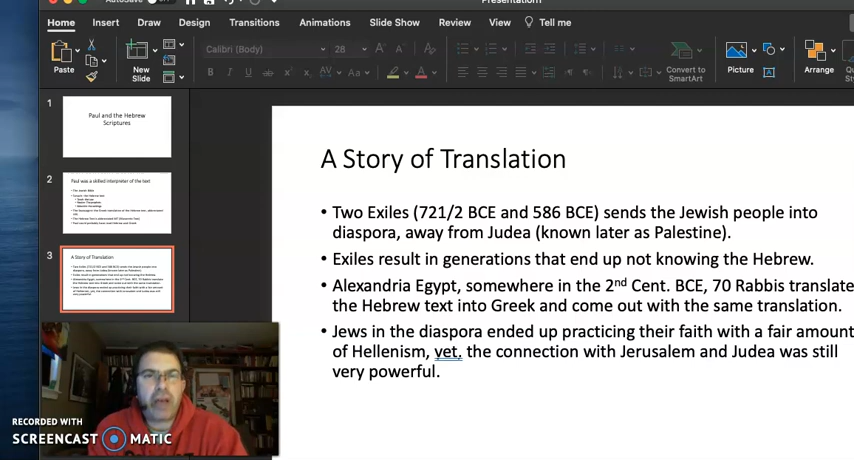 AutoSave
Presentation1
Home Insert Draw Design Transitions Animations Slide Show Review View Tell me
Paste
New
Slide
Calibri (Body) 28
Convert to
SmartArt
Picture
Arrange
1
Paul and the Hebrew
Scriptures
2
Paul was a skilled interpreter of the text
3
A Story of Translation
A Story of Translation
• Two Exiles (721/2 BCE and 586 BCE) sends the Jewish people into
diaspora, away from Judea (known later as Palestine).
• Exiles result in generations that end up not knowing the Hebrew.
• Alexandria Egypt, somewhere in the 2nd Cent. BCE, 70 Rabbis translate
the Hebrew text into Greek and come out with the same translation.
• Jews in the diaspora ended up practicing their faith with a fair amount
of Hellenism, yet, the connection with Jerusalem and Judea was still
very powerful.
RECORDED WITH
SCREENCAST MATIC